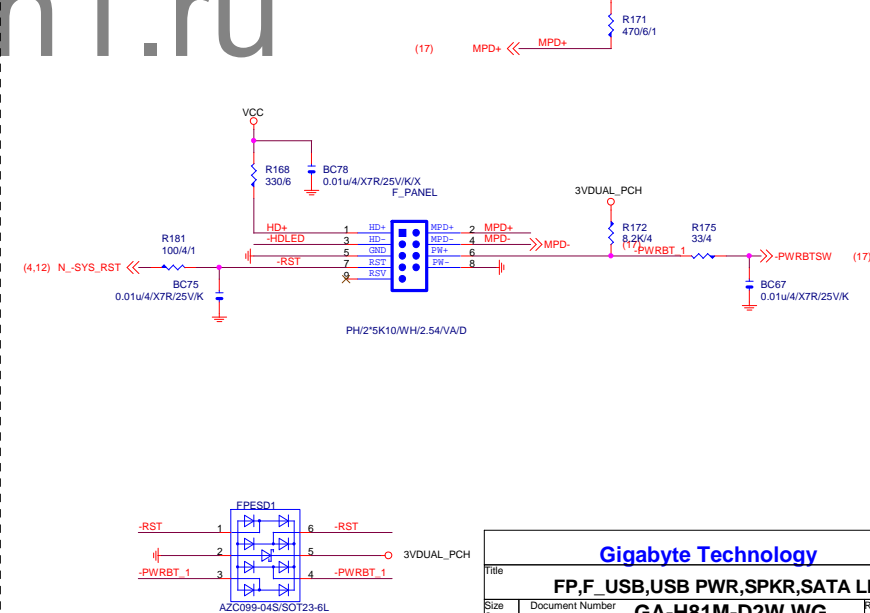 n1.ru
R171
470/6/1
(17) MPD+ MPD+
VCC
R168
330/6
BC78
0.01u/4/X7R/25V/K/X
F_PANEL
3VDUAL_PCH
R172
8.2K/4
R175
33/4
HD+ 1 HD+ MPD+ 2 MPD+
-HDLED 3 HD- MPD- 4 MPD- MPD- (17)
5 GND PW+ 6 -PWRBT_1 -PWRBTSW (17)
R181
100/4/1
(4,12) N_-SYS_RST -RST 7 RST PW- 8
9 RSV
BC75
0.01u/4/X7R/25V/K
BC67
0.01u/4/X7R/25V/K
PH/2*5K10/WH/2.54/VA/D
FPESD1
-RST 1 6 -RST
2 5 3VDUAL_PCH
-PWRBT_1 3 4 -PWRBT_1
AZC099-04S/SOT23-6L
Gigabyte Technology
Title
FP,F_USB,USB PWR,SPKR,SATA
Size Document Number GA-H81M-D2W WG